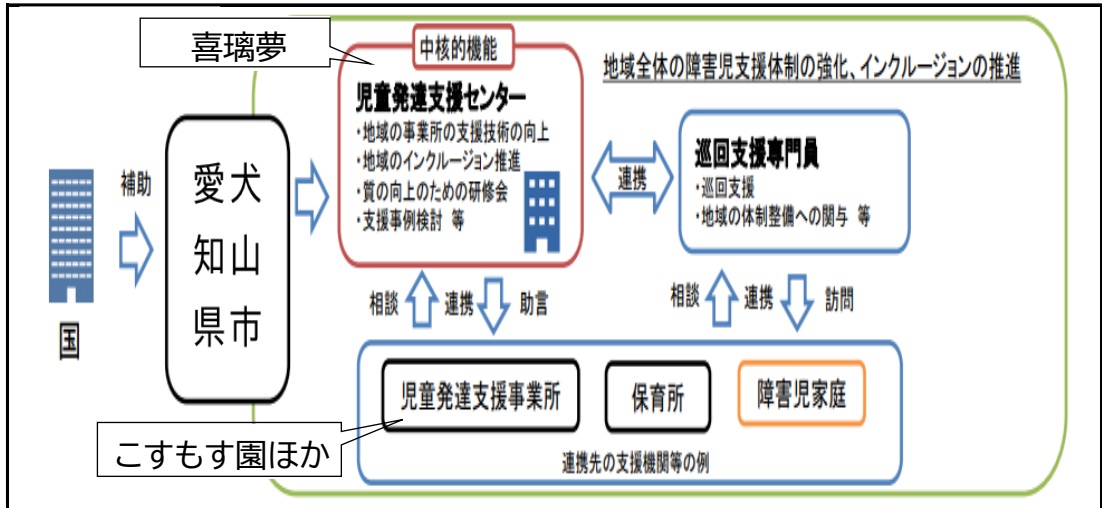 喜璃夢
中核的機能
児童発達支援センター
・地域の事業所の支援技術の向上
・地域のインクルージョン推進
・質の向上のための研修会
・支援事例検討 等
地域全体の障害児支援体制の強化、インクルージョンの推進
巡回支援専門員
・巡回支援
・地域の体制整備への関与 等
連携
補助
国
愛知県
犬山市
相談
連携
助言
相談
連携
訪問
児童発達支援事業所
保育所
障害児家庭
こすもす園ほか
連携先の支援機関等の例